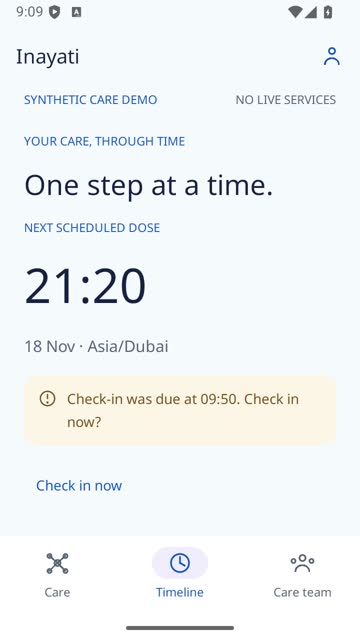 9:09
Inayati
SYNTHETIC CARE DEMO
NO LIVE SERVICES
YOUR CARE, THROUGH TIME
One step at a time.
NEXT SCHEDULED DOSE
21:20
18 Nov · Asia/Dubai
Check-in was due at 09:50. Check in
now?
Check in now
Care
Timeline
Care team